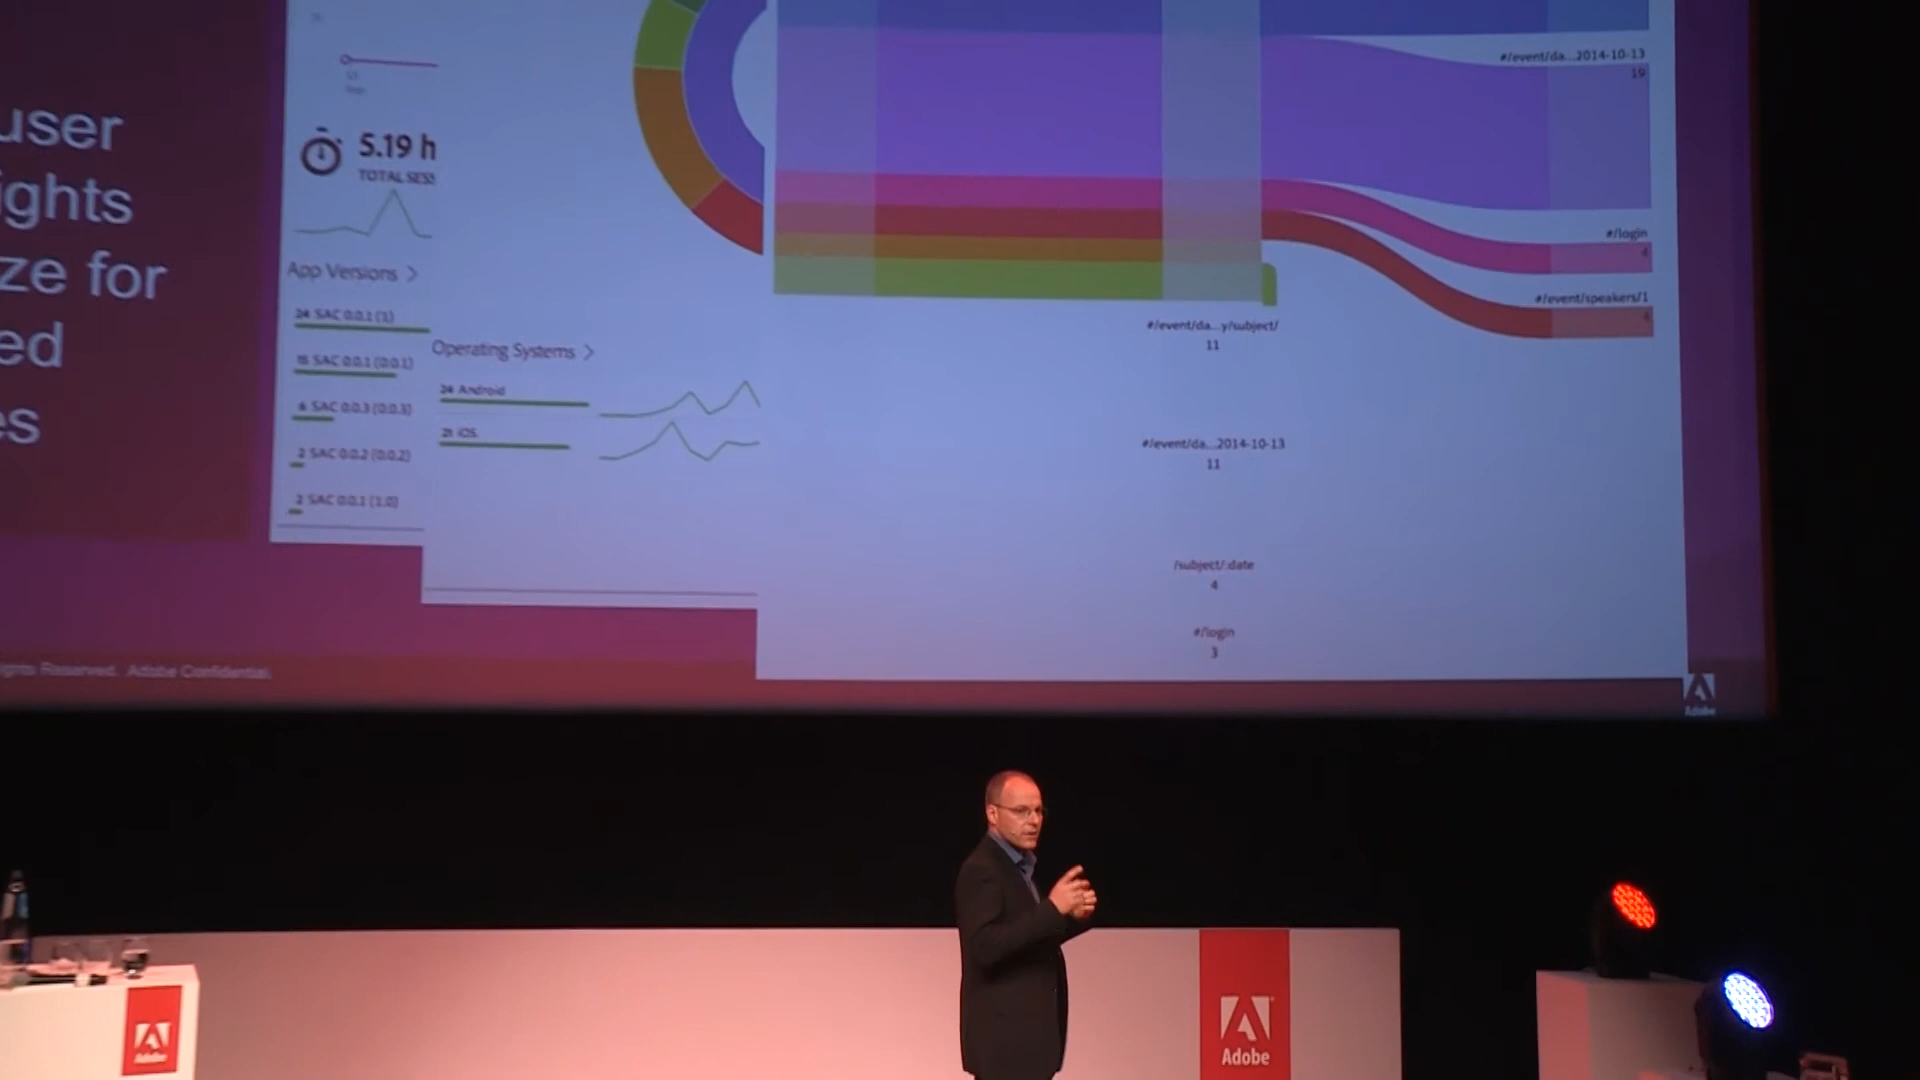 user
ights
ze for
ed
es
5.19 h
TOTAL SESS
App Versions >
24 SAC 0.0.1 (1)
18 SAC 0.0.1 (0.0.1)
6 SAC 0.0.3 (0.0.3)
2 SAC 0.0.2 (0.0.2)
2 SAC 0.0.1 (1.0)
Operating Systems >
24 Android
21 iOS
#/event/da...2014-10-13
19
#/login
4
#/event/speakers/1
4
#/event/da...y/subject/
11
#/event/da...2014-10-13
11
/subject/:date
4
#/login
3
ights Reserved. Adobe Confidential.
Adobe
Adobe
Adobe